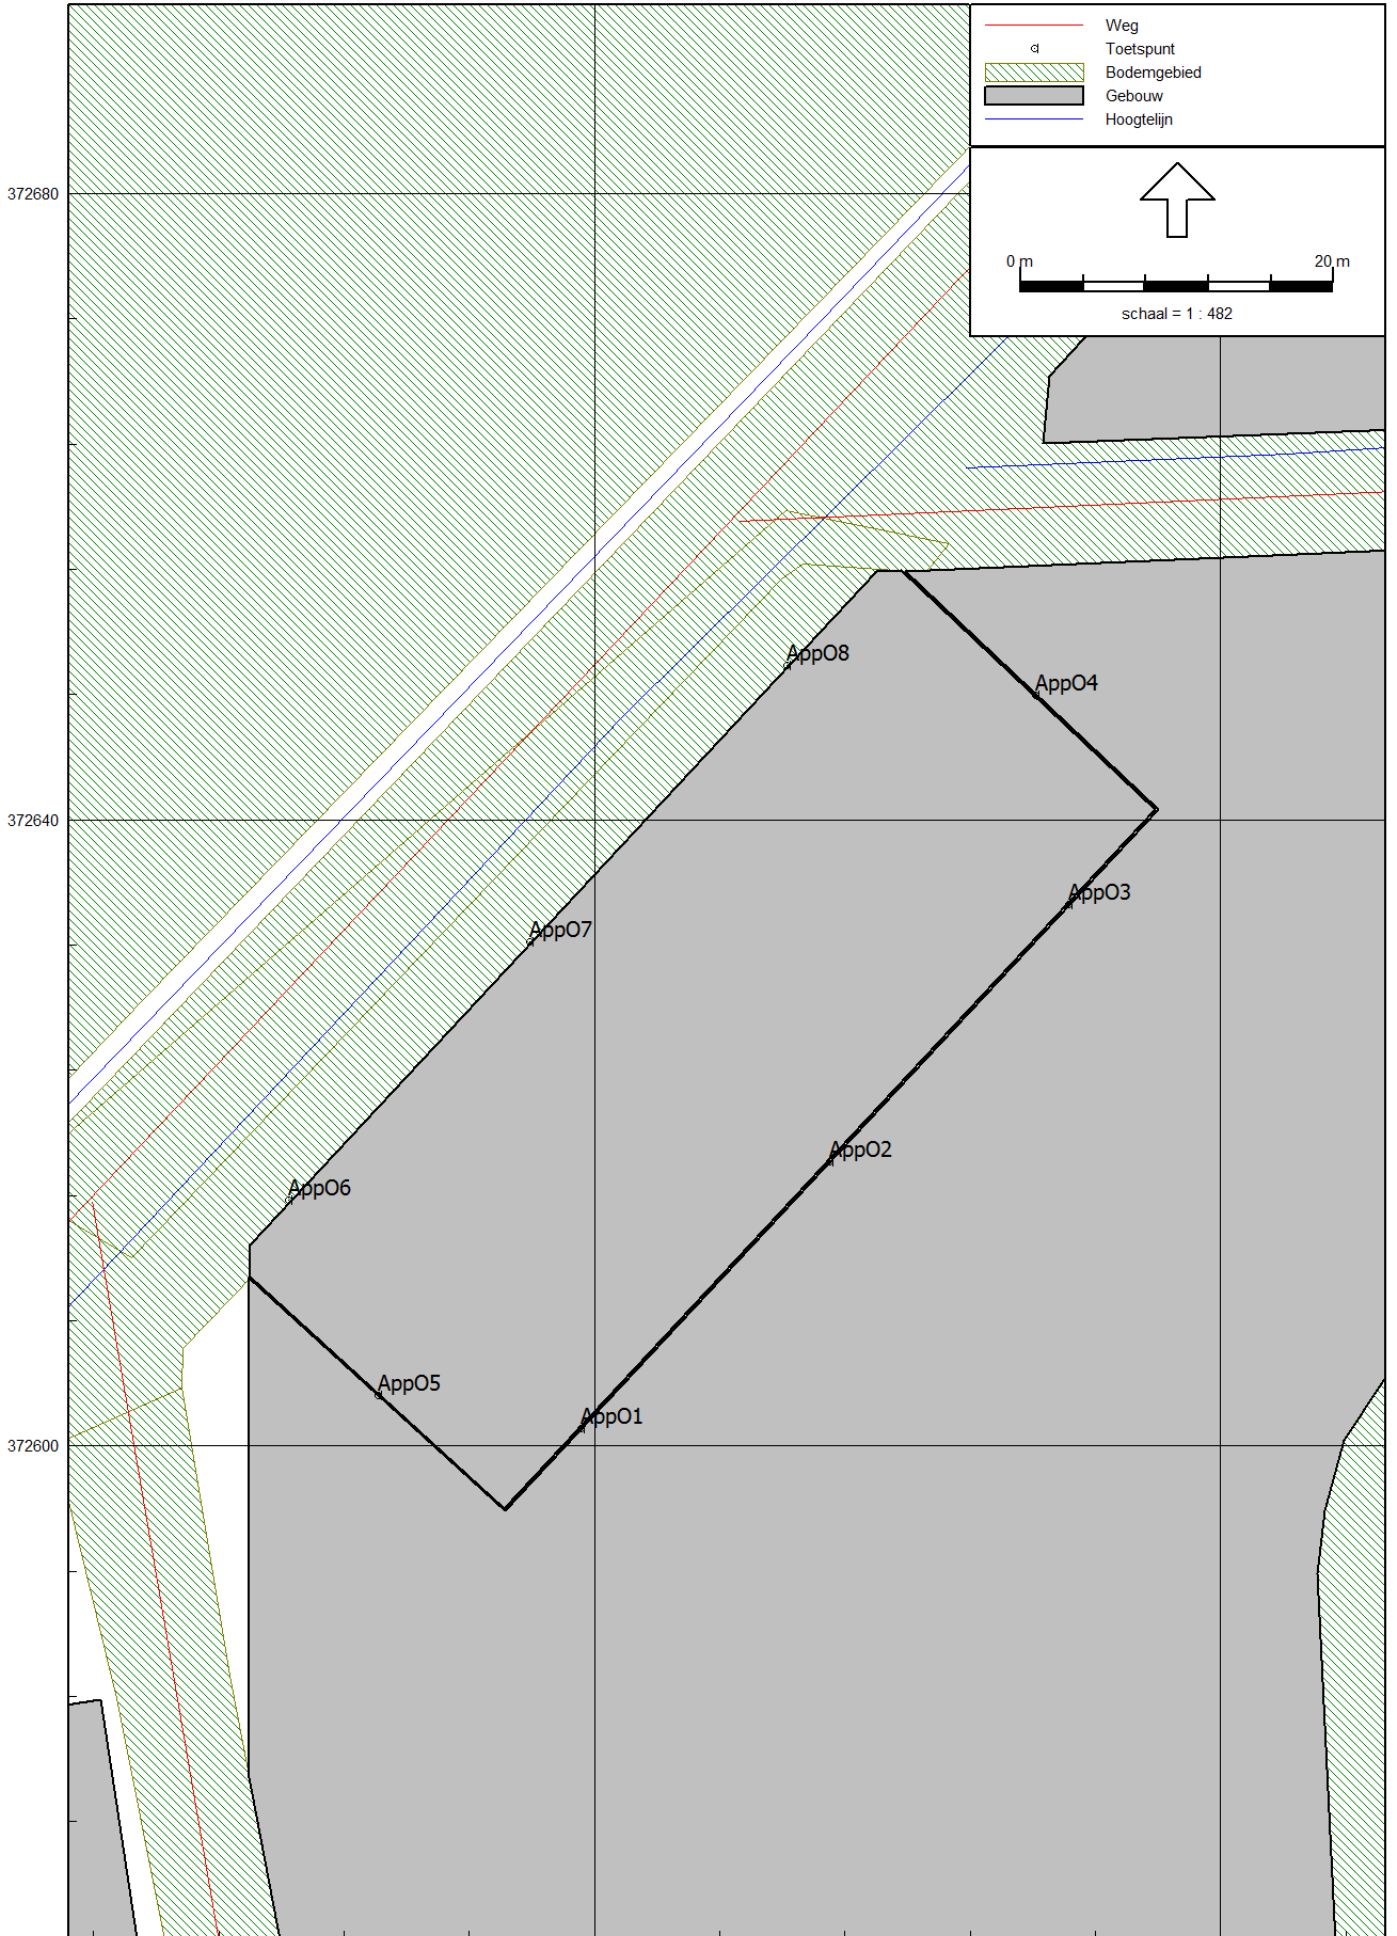 Weg
Toetspunt
Bodemgebied
Gebouw
Hoogtelijn
372680
0 m 20 m
schaal = 1 : 482
AppO8
AppO4
372640
AppO3
AppO7
AppO2
AppO6
AppO5
AppO1
372600